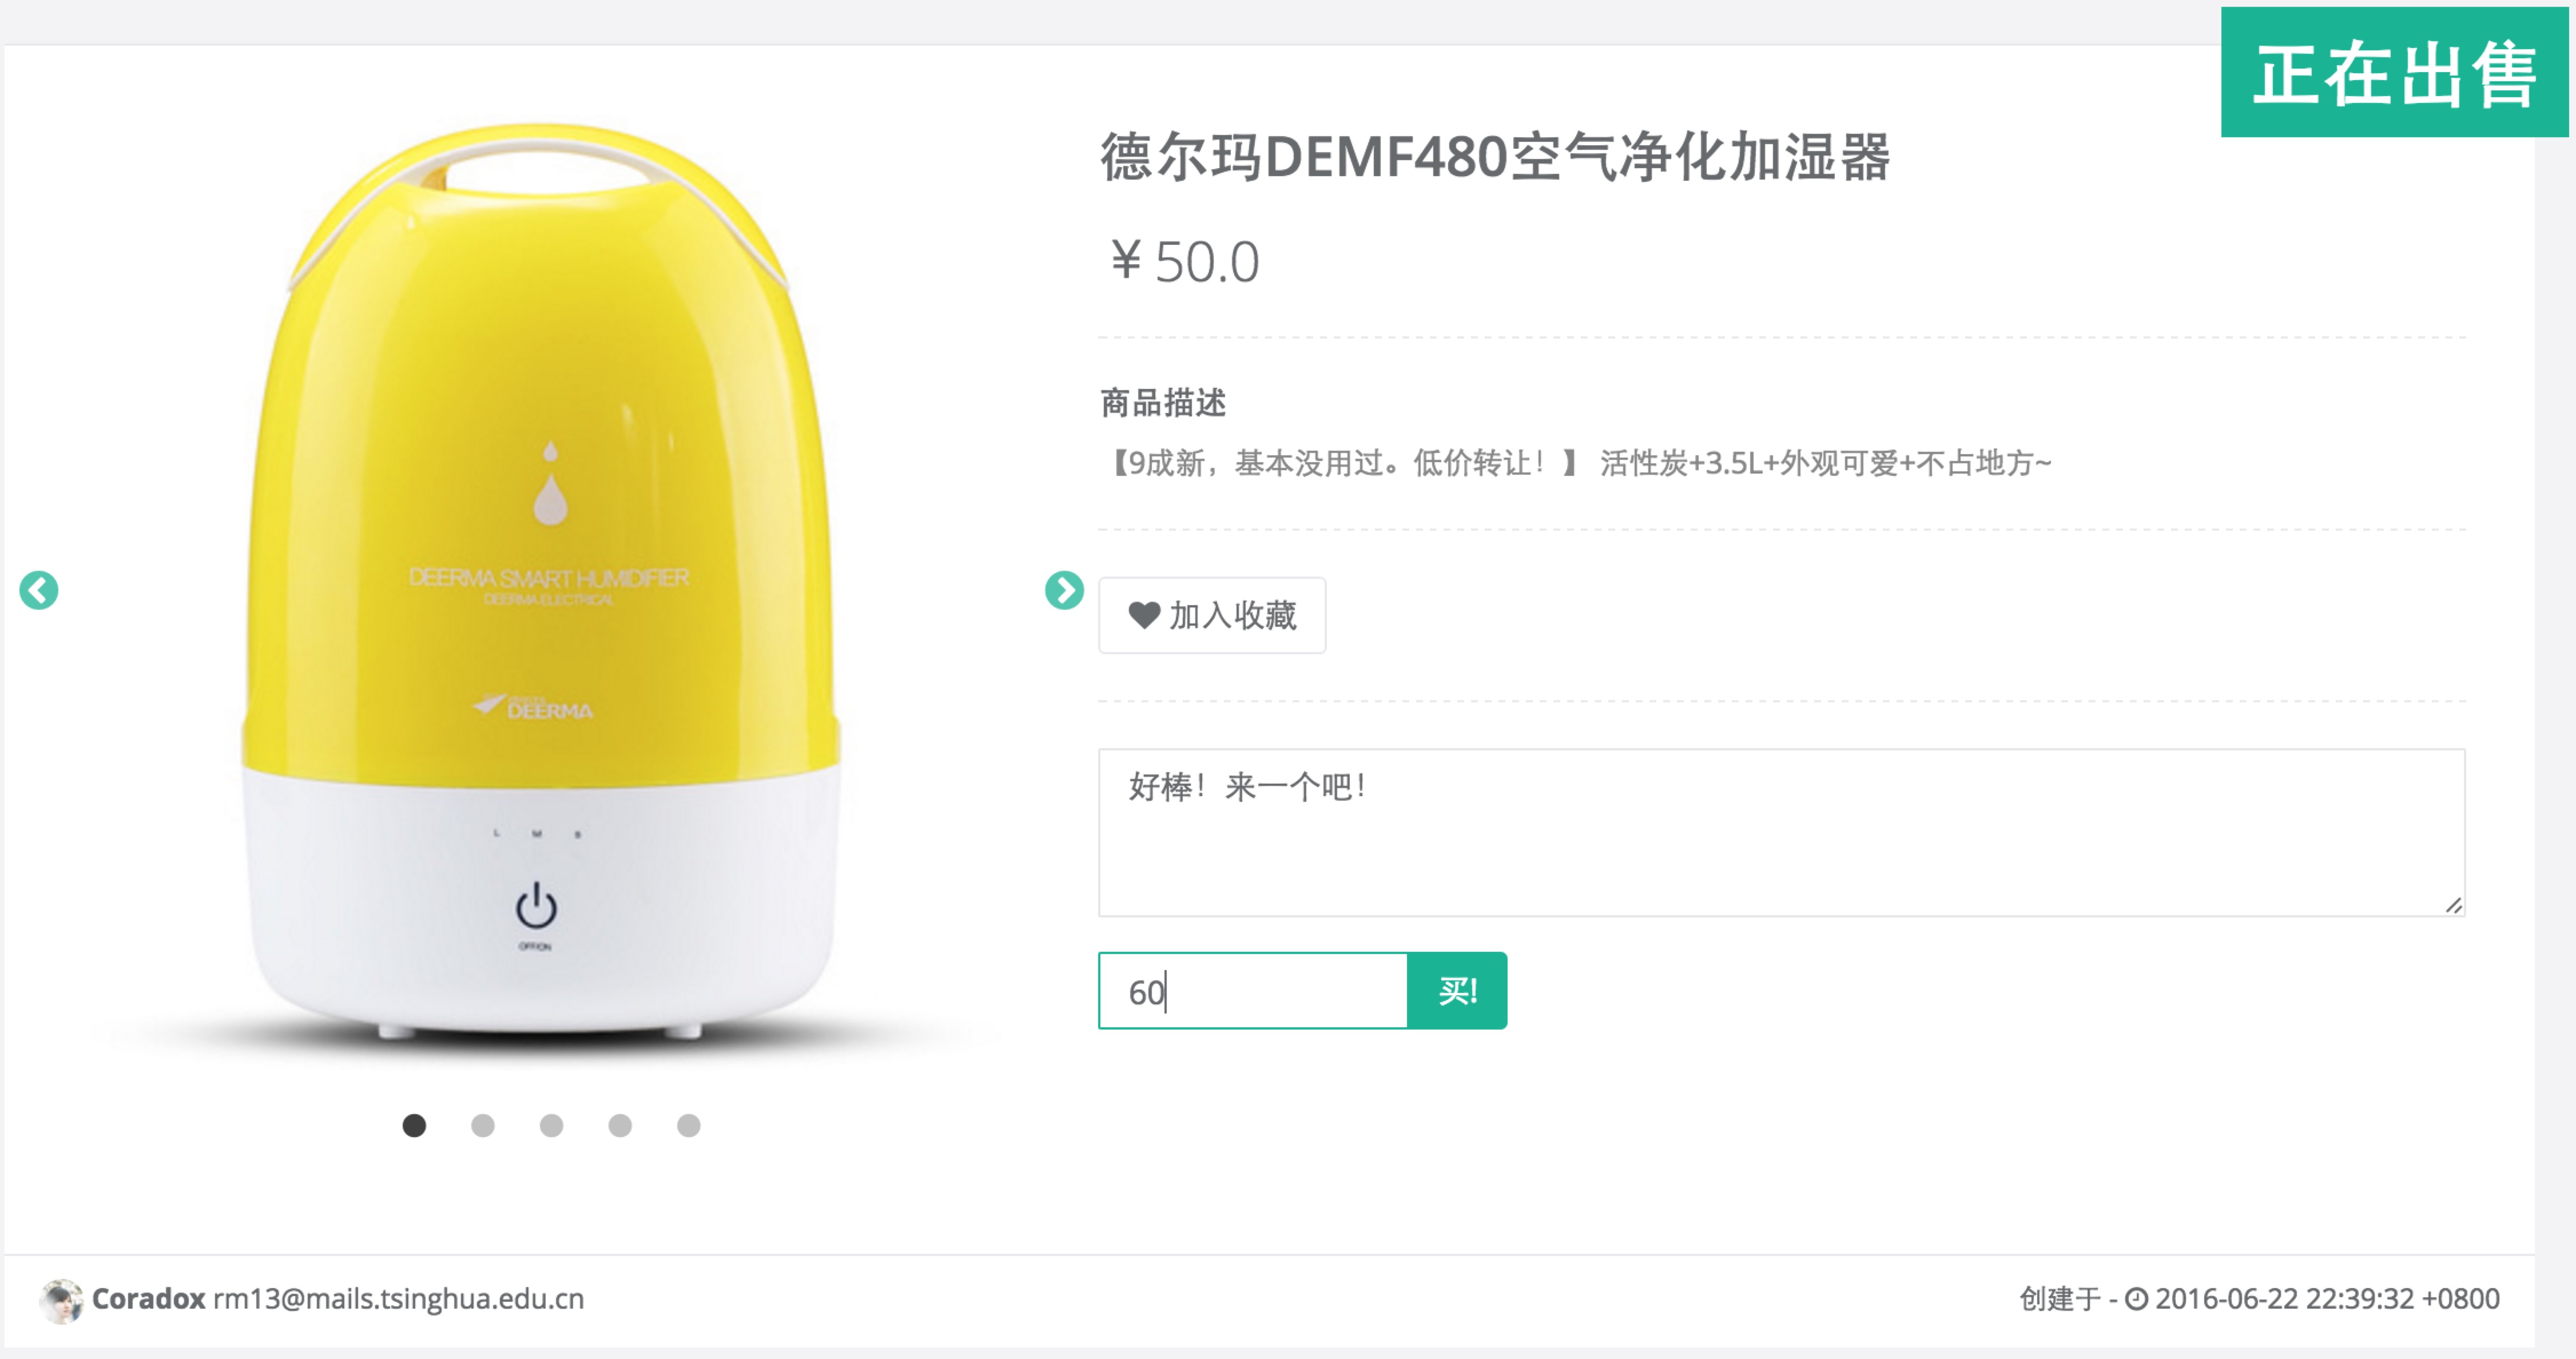 正在出售
德尔玛DEMF480空气净化加湿器
¥ 50.0
商品描述
【9成新，基本没用过。低价转让！】 活性炭+3.5L+外观可爱+不占地方~
DEERMA SMART HUMIDIFIER
DEERMA ELECTRICAL
加入收藏
DEERMA
好棒！来一个吧！
L M
OFF/ON
60 买!
Coradox rm13@mails.tsinghua.edu.cn
创建于 - 2016-06-22 22:39:32 +0800